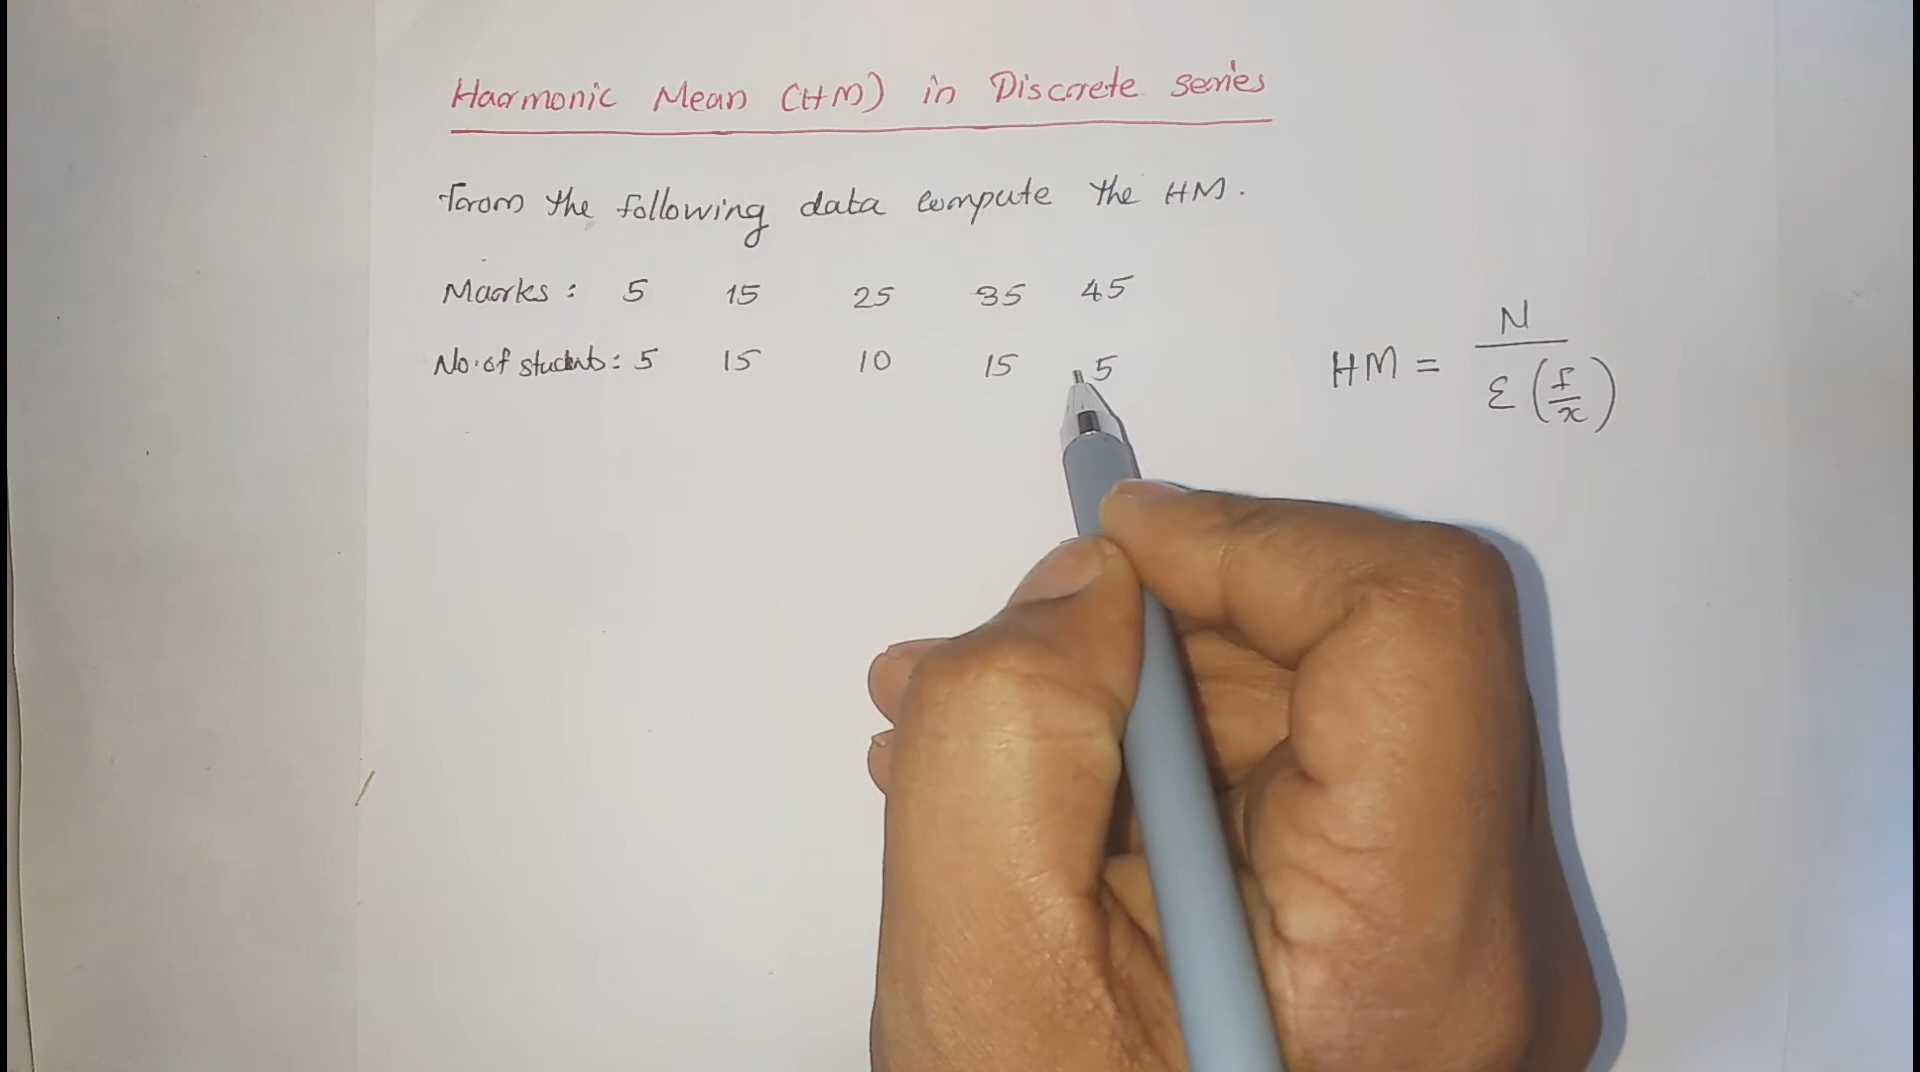 Harmonic Mean (HM) in Discrete series
From the following data compute the HM.
Marks : 5 15 25 35 45
No. of students : 5 15 10 15 5
HM = N / Σ (f/x)